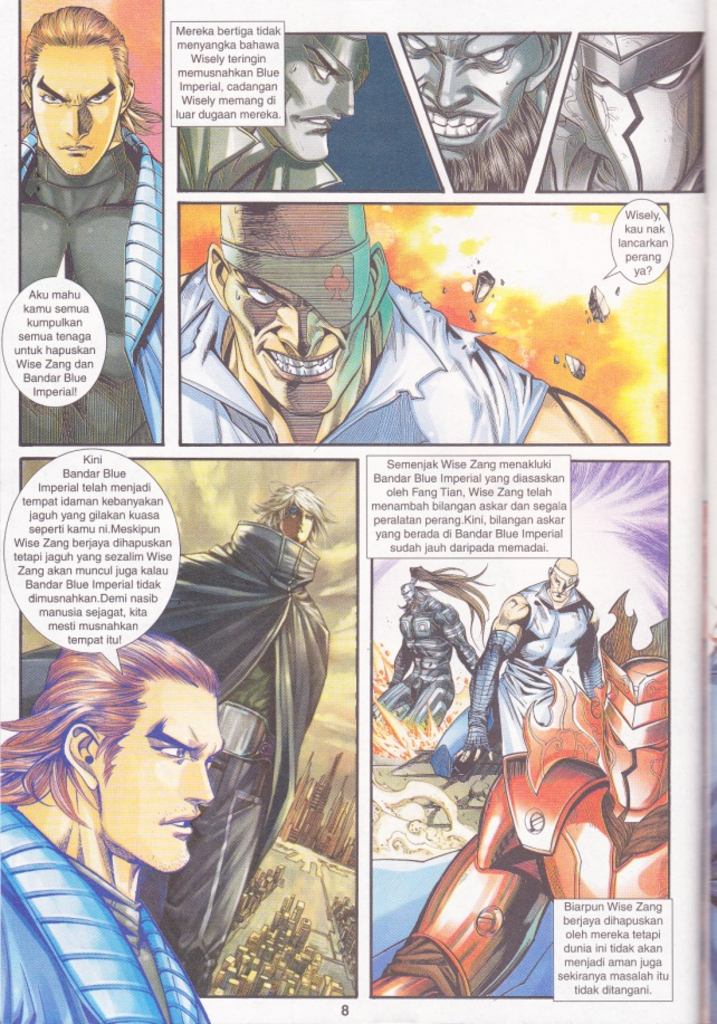 Mereka bertiga tidak
menyangka bahawa
Wisely teringin
memusnahkan Blue
Imperial, cadangan
Wisely memang di
luar dugaan mereka.
Aku mahu
kamu semua
kumpulkan
semua tenaga
untuk hapuskan
Wise Zang dan
Bandar Blue
Imperial!
Wisely,
kau nak
lancarkan
perang
ya?
Kini
Bandar Blue
Imperial telah menjadi
tempat idaman kebanyakan
jaguh yang gilakan kuasa
seperti kamu ni.Meskipun
Wise Zang berjaya dihapuskan
tetapi jaguh yang sezalim Wise
Zang akan muncul juga kalau
Bandar Blue Imperial tidak
dimusnahkan.Demi nasib
manusia sejagat, kita
mesti musnahkan
tempat itu!
Semenjak Wise Zang menakluki
Bandar Blue Imperial yang diasaskan
oleh Fang Tian, Wise Zang telah
menambah bilangan askar dan segala
peralatan perang.Kini, bilangan askar
yang berada di Bandar Blue Imperial
sudah jauh daripada memadai.
Biarpun Wise Zang
berjaya dihapuskan
oleh mereka tetapi
dunia ini tidak akan
menjadi aman juga
sekiranya masalah itu
tidak ditangani.
8